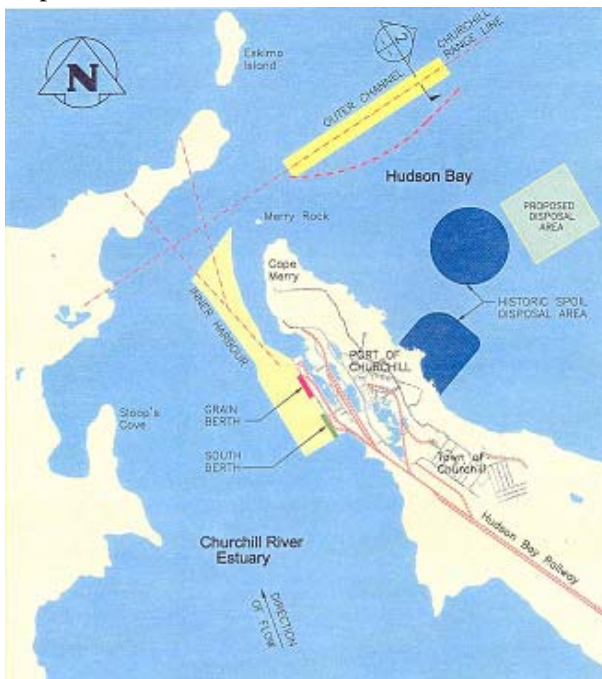 N
Eskimo
Island
CHURCHILL
RANGE LINE
N
OUTER CHANNEL
Hudson Bay
PROPOSED
DISPOSAL
AREA
Merry Rock
Cape
Merry
HISTORIC SPOIL
DISPOSAL AREA
INNER HARBOUR
PORT OF
CHURCHILL
GRAIN
BERTH
Sloop's
Cove
SOUTH
BERTH
Town of
Churchill
Hudson Bay Railway
Churchill River
Estuary
DIRECTION
OF FLOW